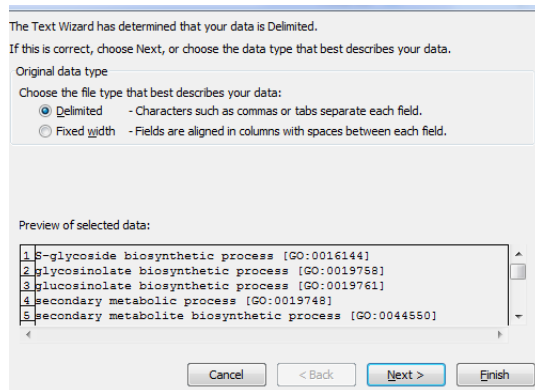 The Text Wizard has determined that your data is Delimited.
If this is correct, choose Next, or choose the data type that best describes your data.
Original data type
Choose the file type that best describes your data:
Delimited - Characters such as commas or tabs separate each field.
Fixed width - Fields are aligned in columns with spaces between each field.
Preview of selected data:
1 S-glycoside biosynthetic process [GO:0016144]
2 glycosinolate biosynthetic process [GO:0019758]
3 glucosinolate biosynthetic process [GO:0019761]
4 secondary metabolic process [GO:0019748]
5 secondary metabolite biosynthetic process [GO:0044550]
Cancel < Back Next > Finish